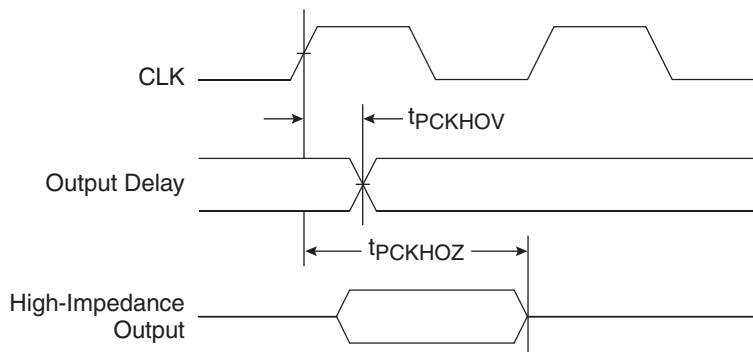 CLK
tPCKHOV
Output Delay
tPCKHOZ
High-Impedance
Output